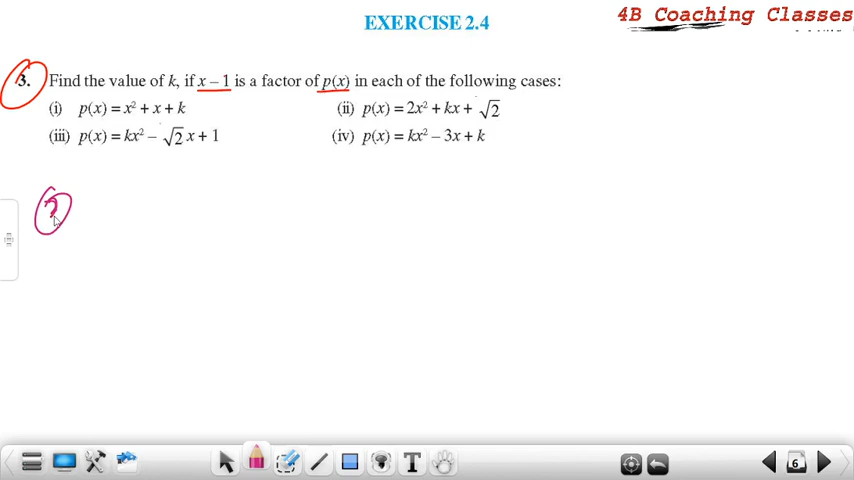 EXERCISE 2.4
4B Coaching Classes
3. Find the value of k, if x – 1 is a factor of p(x) in each of the following cases:
(i) p(x) = x² + x + k (ii) p(x) = 2x² + kx + √2
(iii) p(x) = kx² – √2 x + 1 (iv) p(x) = kx² – 3x + k
T
6